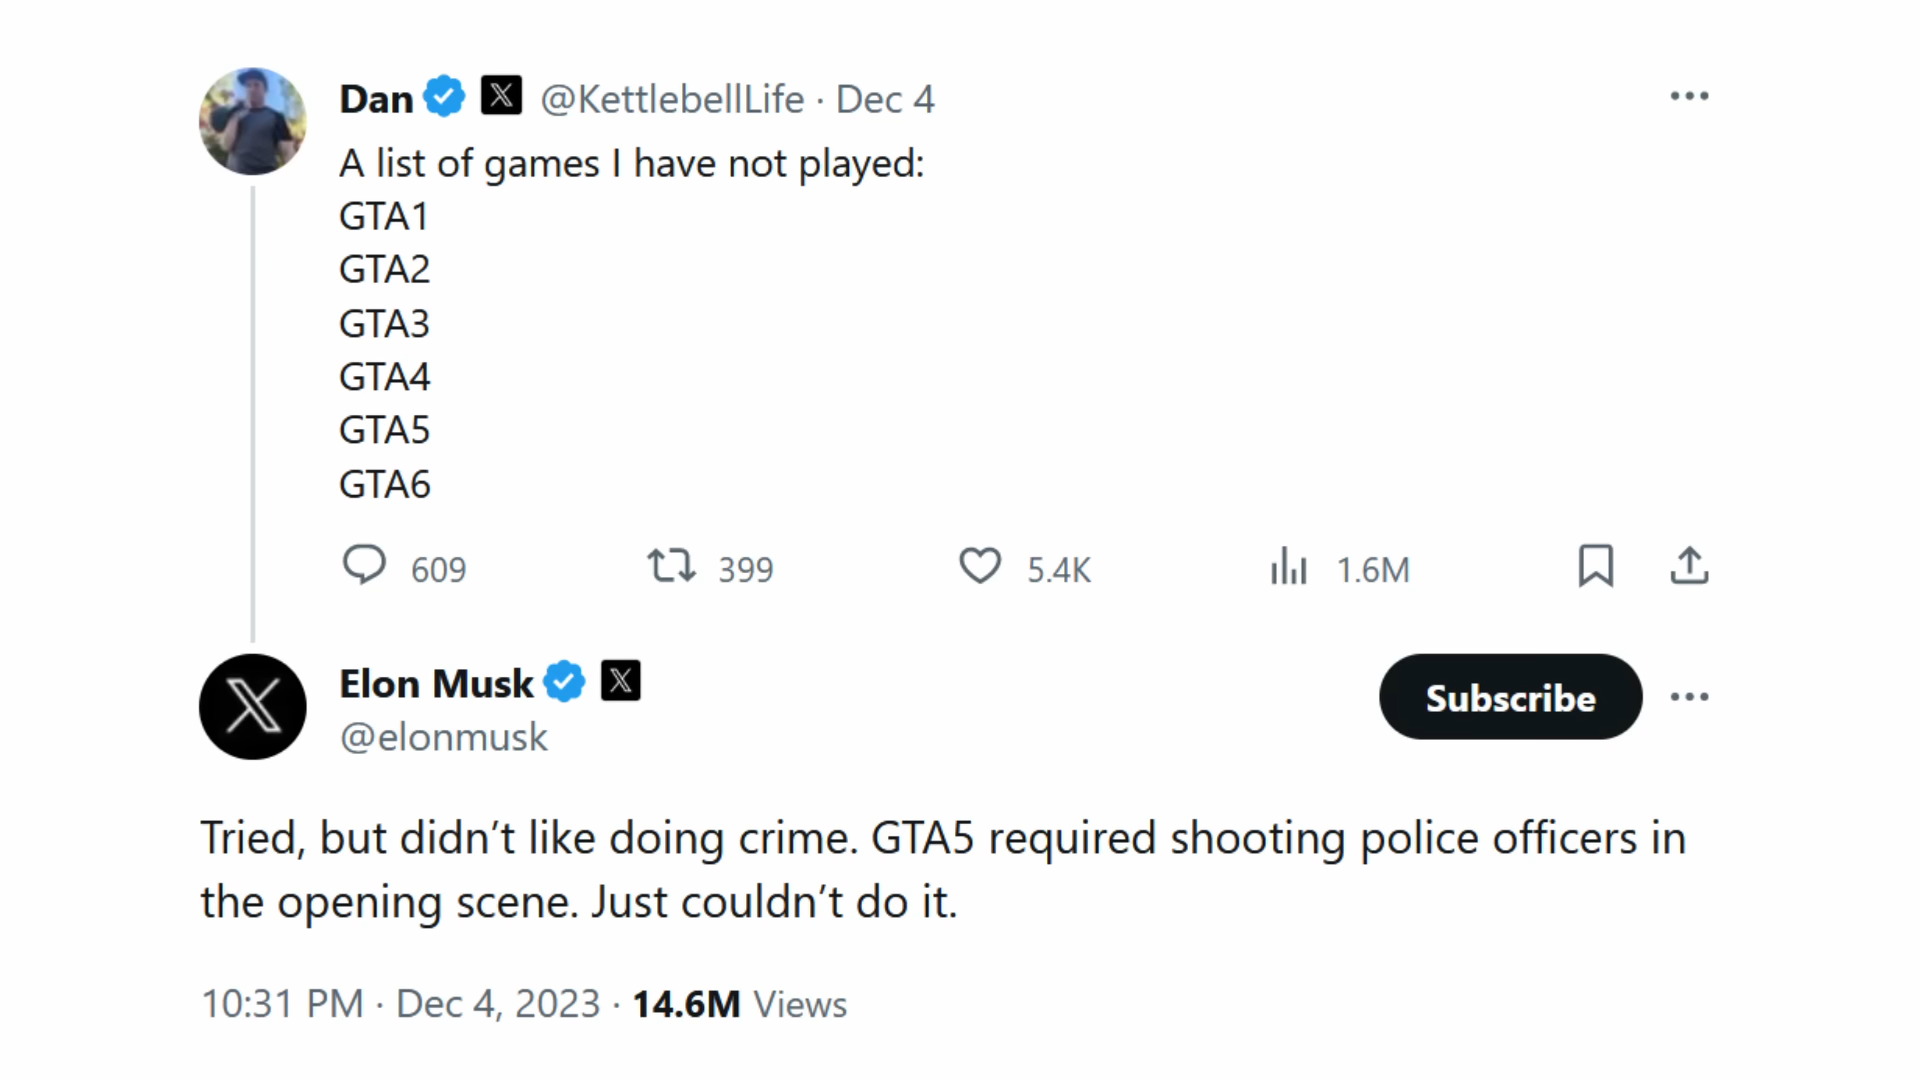 Dan @KettlebellLife · Dec 4
A list of games I have not played:
GTA1
GTA2
GTA3
GTA4
GTA5
GTA6
609 399 5.4K 1.6M
Elon Musk
Subscribe
@elonmusk
Tried, but didn’t like doing crime. GTA5 required shooting police officers in
the opening scene. Just couldn’t do it.
10:31 PM · Dec 4, 2023 · 14.6M Views